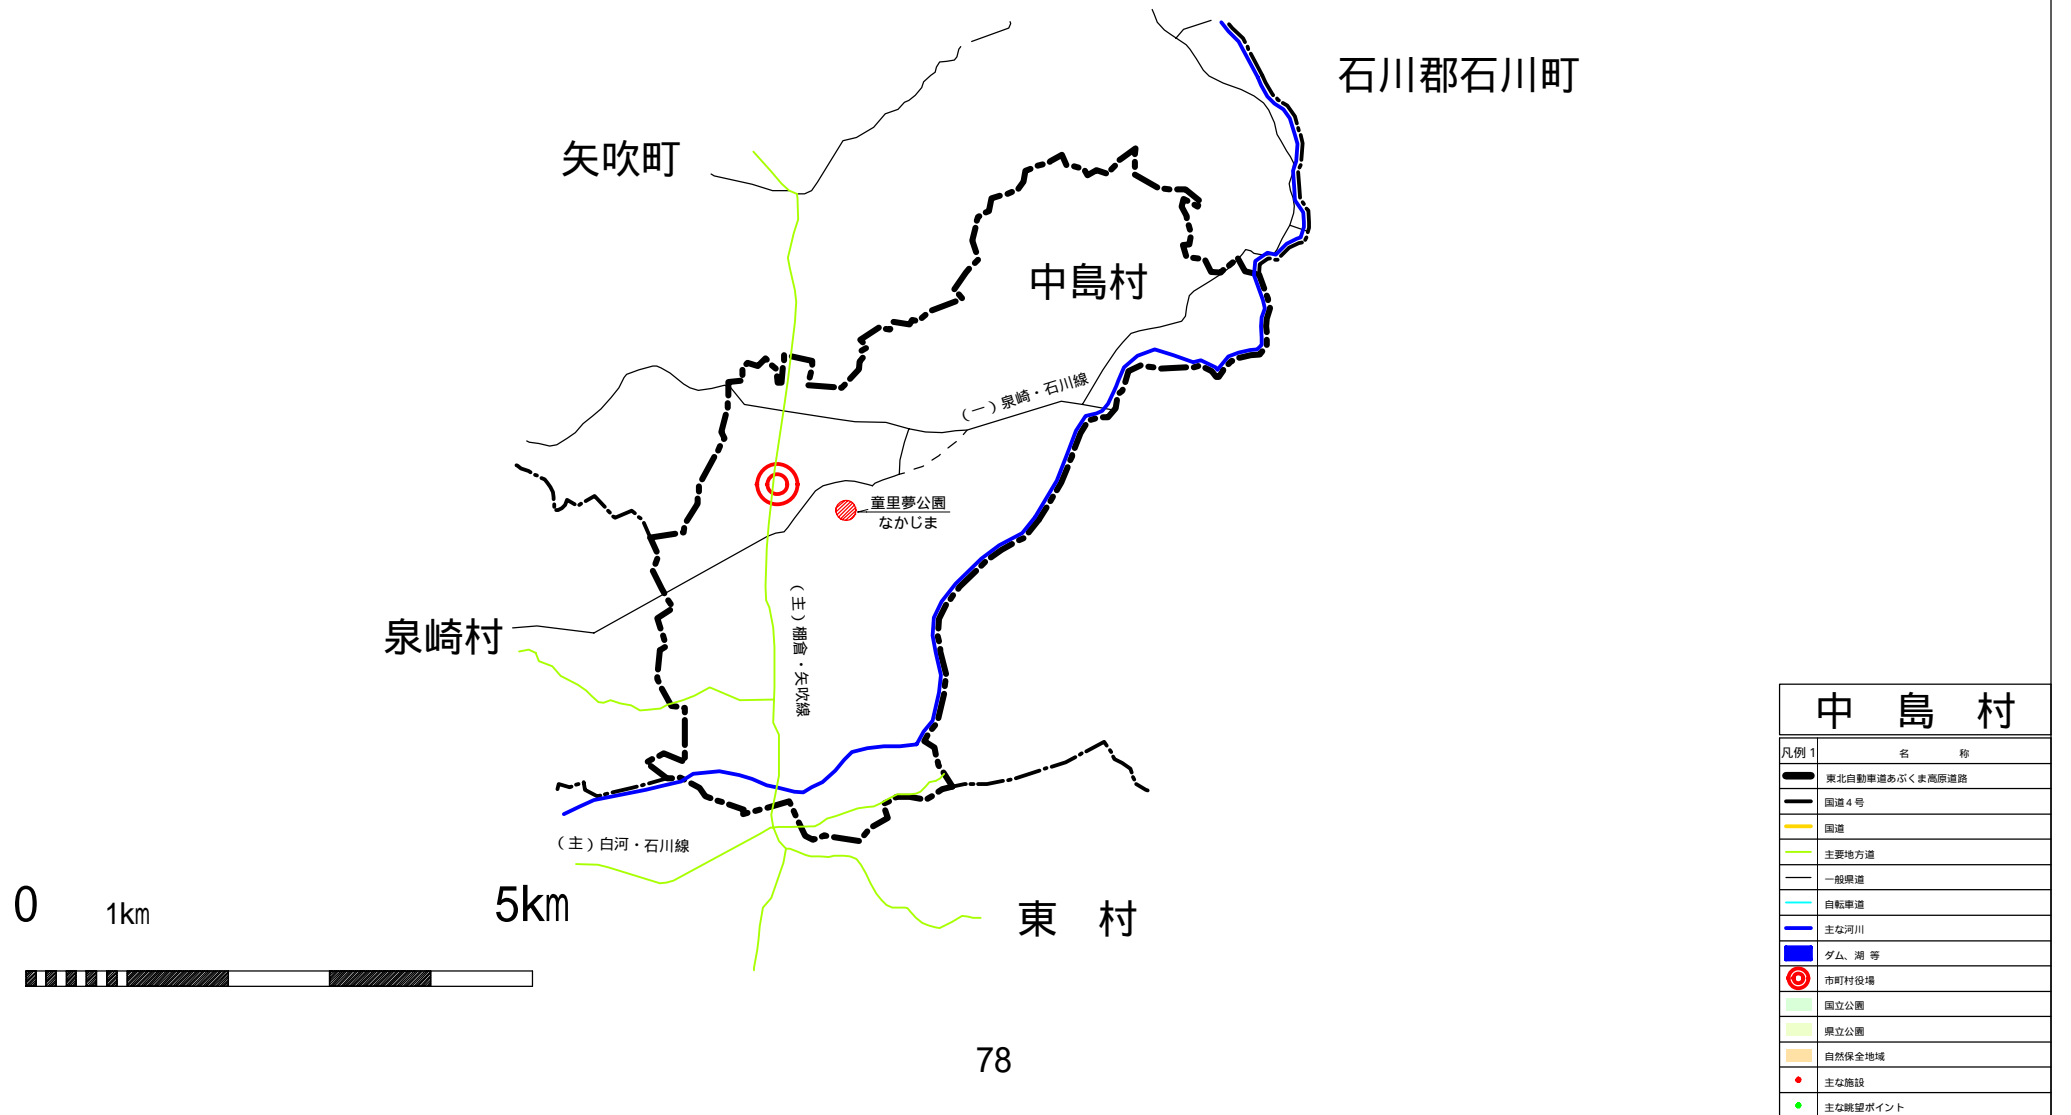 石川郡石川町
矢吹町
中島村
(一)泉崎・石川線
童里夢公園
なかじま
(主)棚倉・矢吹線
泉崎村
(主)白河・石川線
東 村
0 1km 5km
78
中 島 村
凡例 1 名 称
東北自動車道あぶくま高原道路
国道4号
国道
主要地方道
一般県道
自転車道
主な河川
ダム、湖 等
市町村役場
国立公園
県立公園
自然保全地域
主な施設
主な眺望ポイント